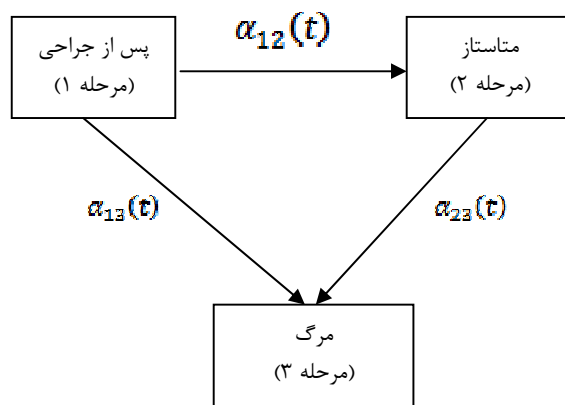 α₁₂(t)
پس از جراحی
(مرحله ۱)
متاستاز
(مرحله ۲)
α₁₃(t)
α₂₃(t)
مرگ
(مرحله ۳)